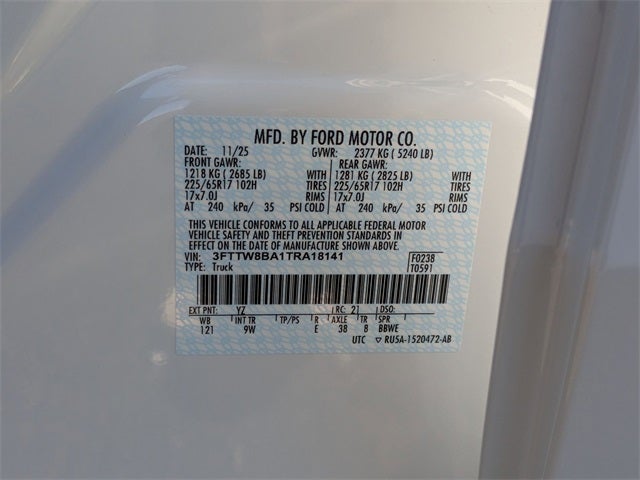 MFD. BY FORD MOTOR CO.
DATE: 11/25 GVWR: 2377 KG ( 5240 LB)
FRONT GAWR: REAR GAWR:
1218 KG ( 2685 LB) WITH 1281 KG ( 2825 LB) WITH
225/65R17 102H TIRES 225/65R17 102H TIRES
17x7.0J RIMS 17x7.0J RIMS
AT 240 kPa/ 35 PSI COLD AT 240 kPa/ 35 PSI COLD
THIS VEHICLE CONFORMS TO ALL APPLICABLE FEDERAL MOTOR
VEHICLE SAFETY AND THEFT PREVENTION STANDARDS IN
EFFECT ON THE DATE OF MANUFACTURE SHOWN ABOVE.
VIN: 3FTTW8BA1TRA18141 F0238
TYPE: Truck T0591
EXT PNT: YZ RC: 21 DSO:
WB INT TR TP/PS R AXLE TR SPR
121 9W E 38 8 BBWE
UTC ▽ RU5A-1520472-AB